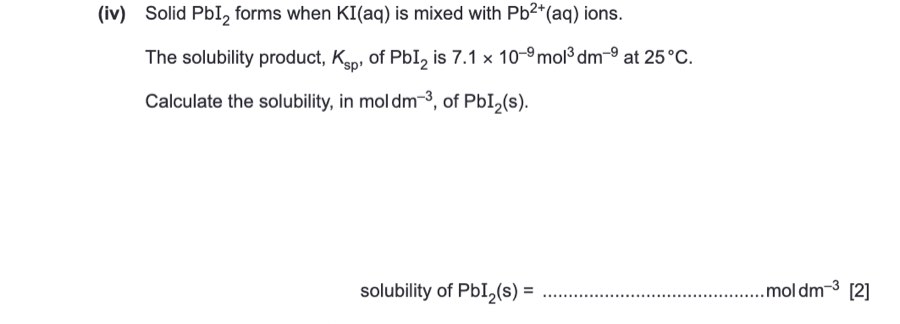 (iv) Solid PbI₂ forms when KI(aq) is mixed with Pb²⁺(aq) ions.
The solubility product, Kₛₚ, of PbI₂ is 7.1 × 10⁻⁹ mol³ dm⁻⁹ at 25 °C.
Calculate the solubility, in mol dm⁻³, of PbI₂(s).
solubility of PbI₂(s) = ........................................... mol dm⁻³ [2]